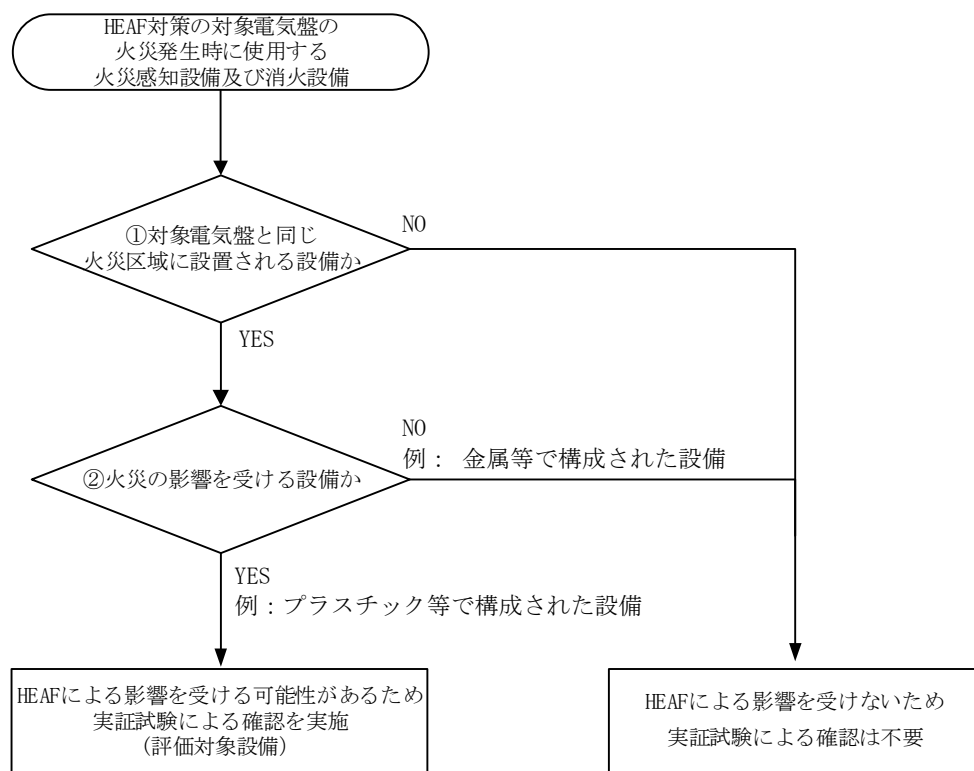 HEAF対策の対象電気盤の
火災発生時に使用する
火災感知設備及び消火設備
①対象電気盤と同じ
火災区域に設置される設備か
NO
YES
②火災の影響を受ける設備か
NO
例： 金属等で構成された設備
YES
例：プラスチック等で構成された設備
HEAFによる影響を受ける可能性があるため
実証試験による確認を実施
(評価対象設備)
HEAFによる影響を受けないため
実証試験による確認は不要